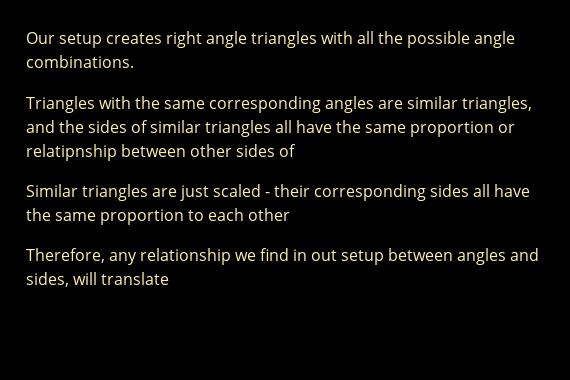 Our setup creates right angle triangles with all the possible angle
combinations.
Triangles with the same corresponding angles are similar triangles,
and the sides of similar triangles all have the same proportion or
relatipnship between other sides of
Similar triangles are just scaled - their corresponding sides all have
the same proportion to each other
Therefore, any relationship we find in out setup between angles and
sides, will translate